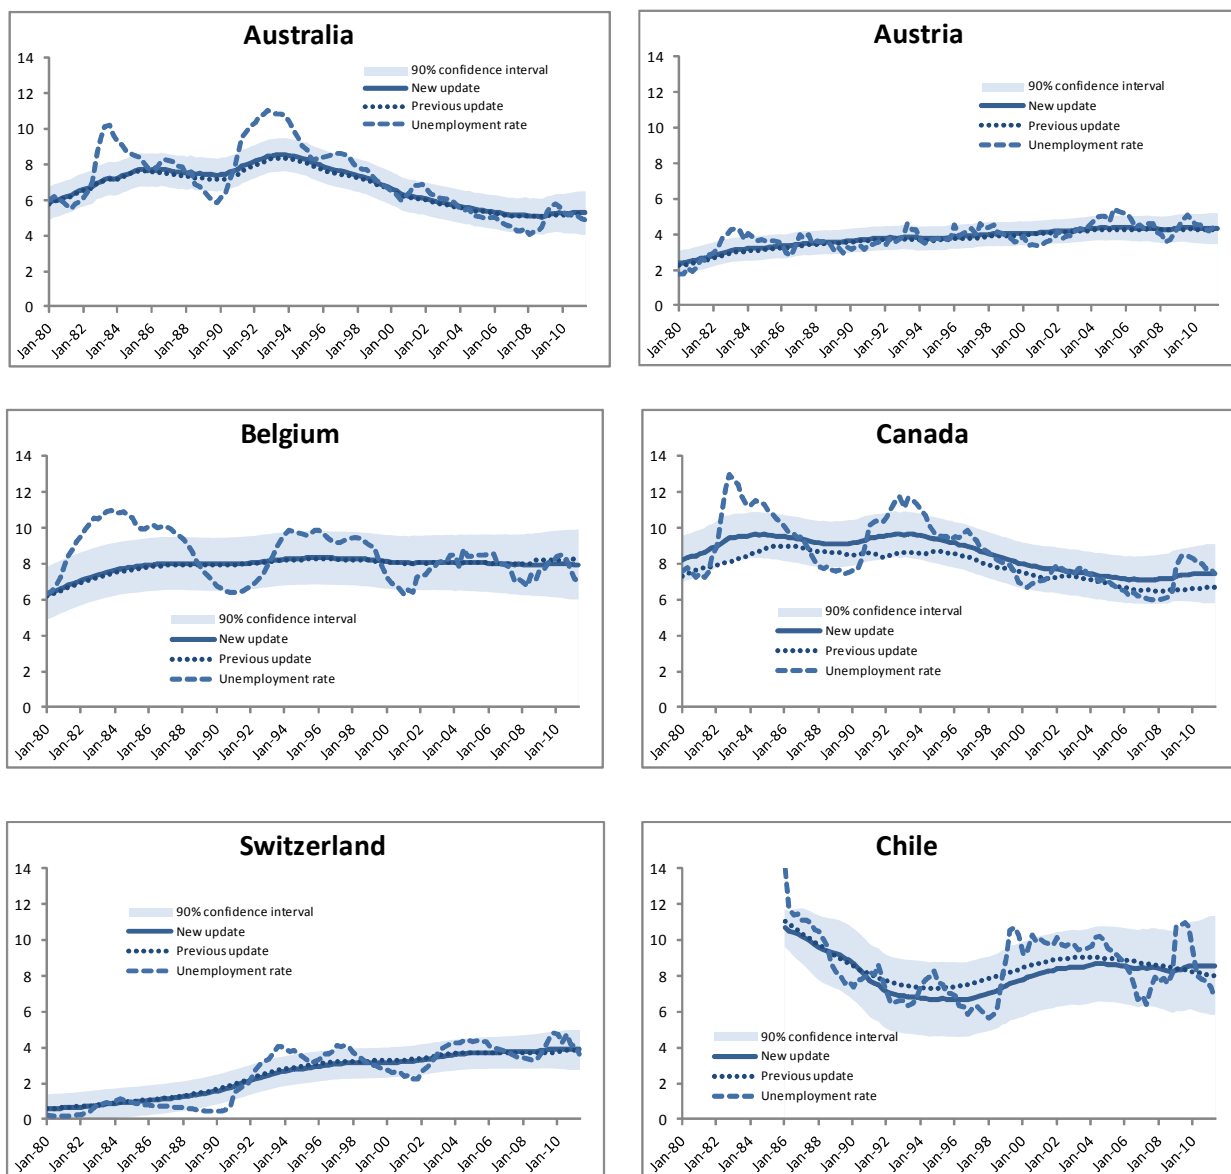 Australia
14
12
10
8
6
4
2
0
90% confidence interval
New update
Previous update
Unemployment rate
Jan-80 Jan-82 Jan-84 Jan-86 Jan-88 Jan-90 Jan-92 Jan-94 Jan-96 Jan-98 Jan-00 Jan-02 Jan-04 Jan-06 Jan-08 Jan-10
Austria
14
12
10
8
6
4
2
0
90% confidence interval
New update
Previous update
Unemployment rate
Jan-80 Jan-82 Jan-84 Jan-86 Jan-88 Jan-90 Jan-92 Jan-94 Jan-96 Jan-98 Jan-00 Jan-02 Jan-04 Jan-06 Jan-08 Jan-10
Belgium
14
12
10
8
6
4
2
0
90% confidence interval
New update
Previous update
Unemployment rate
Jan-80 Jan-82 Jan-84 Jan-86 Jan-88 Jan-90 Jan-92 Jan-94 Jan-96 Jan-98 Jan-00 Jan-02 Jan-04 Jan-06 Jan-08 Jan-10
Canada
14
12
10
8
6
4
2
0
90% confidence interval
New update
Previous update
Unemployment rate
Jan-80 Jan-82 Jan-84 Jan-86 Jan-88 Jan-90 Jan-92 Jan-94 Jan-96 Jan-98 Jan-00 Jan-02 Jan-04 Jan-06 Jan-08 Jan-10
Switzerland
14
12
10
8
6
4
2
0
90% confidence interval
New update
Previous update
Unemployment rate
Jan-80 Jan-82 Jan-84 Jan-86 Jan-88 Jan-90 Jan-92 Jan-94 Jan-96 Jan-98 Jan-00 Jan-02 Jan-04 Jan-06 Jan-08 Jan-10
Chile
14
12
10
8
6
4
2
0
90% confidence interval
New update
Previous update
Unemployment rate
Jan-80 Jan-82 Jan-84 Jan-86 Jan-88 Jan-90 Jan-92 Jan-94 Jan-96 Jan-98 Jan-00 Jan-02 Jan-04 Jan-06 Jan-08 Jan-10